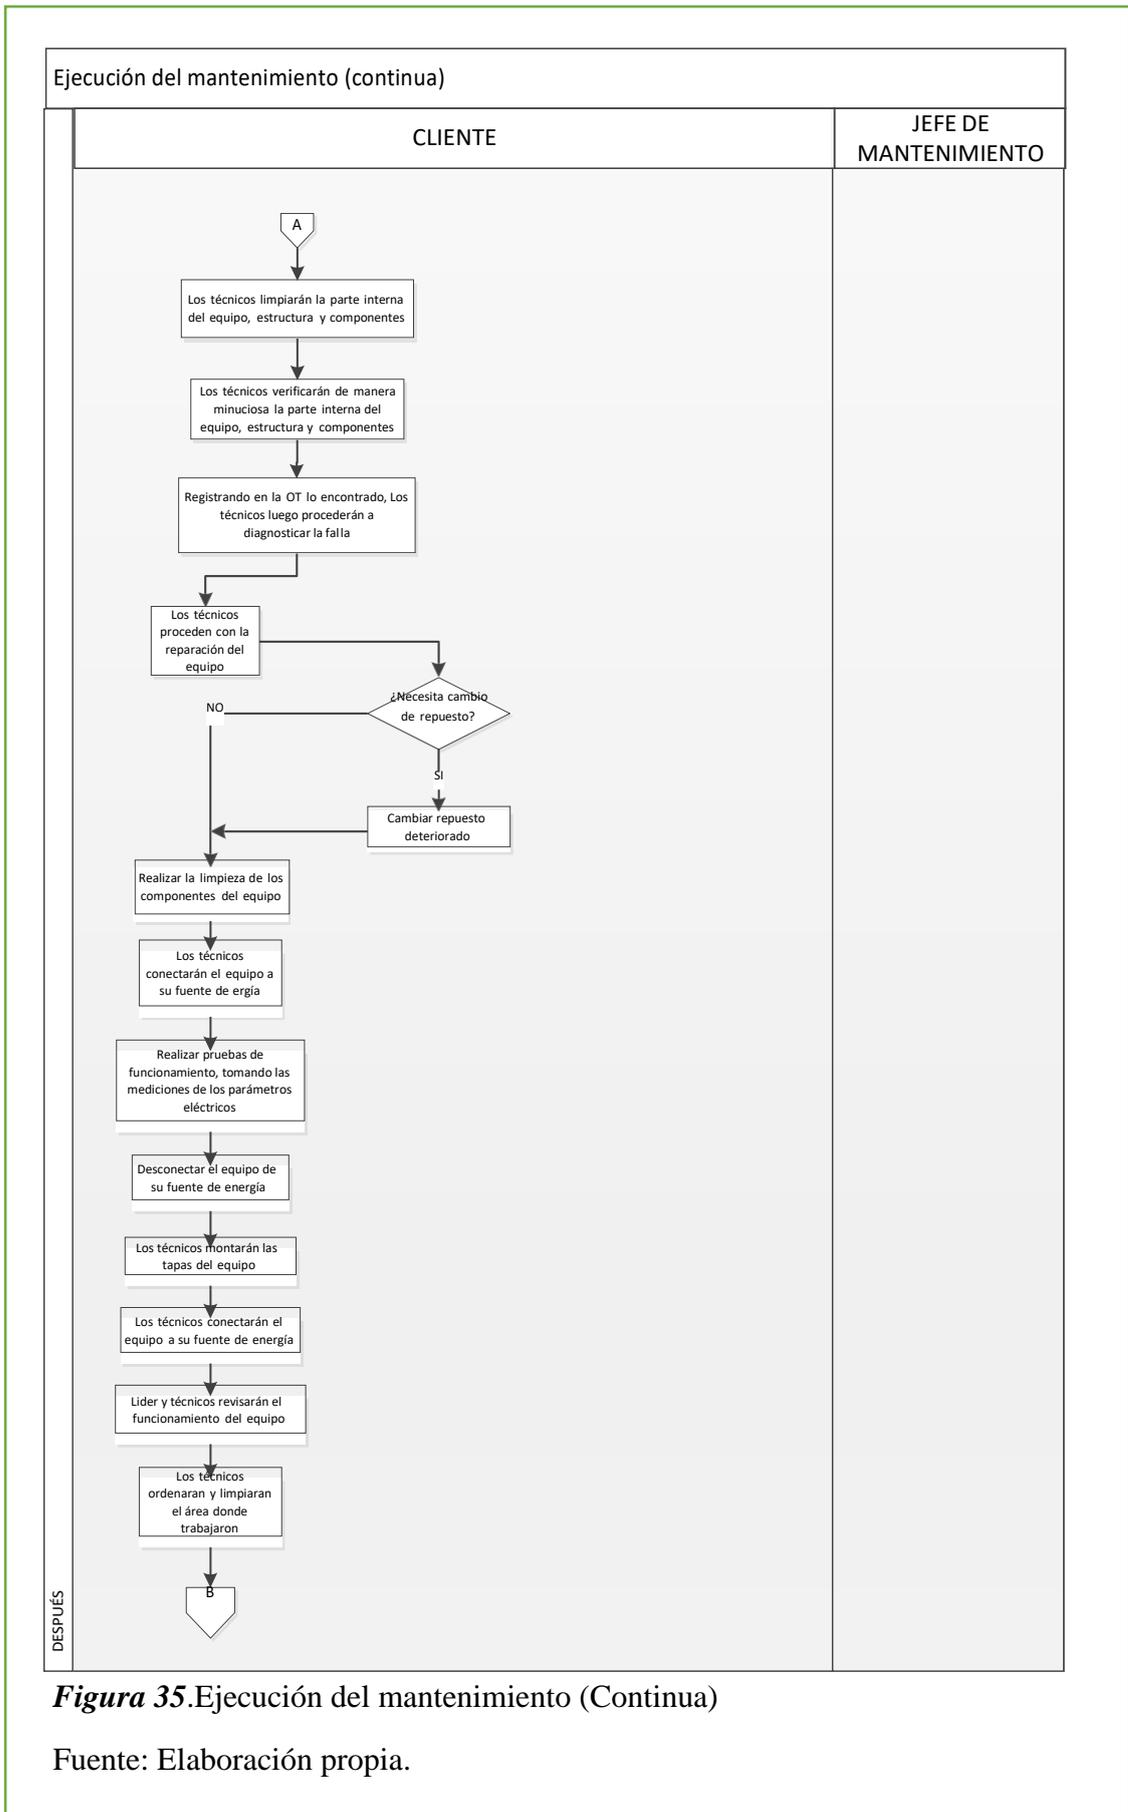 Ejecución del mantenimiento (continua)
CLIENTE
JEFE DE
MANTENIMIENTO
A
Los técnicos limpiarán la parte interna
del equipo, estructura y componentes
Los técnicos verificarán de manera
minuciosa la parte interna del
equipo, estructura y componentes
Registrando en la OT lo encontrado, Los
técnicos luego procederán a
diagnosticar la falla
Los técnicos
proceden con la
reparación del
equipo
¿Necesita cambio
de repuesto?
NO
SI
Cambiar repuesto
deteriorado
Realizar la limpieza de los
componentes del equipo
Los técnicos
conectarán el equipo a
su fuente de ergía
Realizar pruebas de
funcionamiento, tomando las
mediciones de los parámetros
eléctricos
Desconectar el equipo de
su fuente de energía
Los técnicos montarán las
tapas del equipo
Los técnicos conectarán el
equipo a su fuente de energía
Lider y técnicos revisarán el
funcionamiento del equipo
Los técnicos
ordenaran y limpiaran
el área donde
trabajaron
B
DESPUÉS
Figura 35.Ejecución del mantenimiento (Continua)
Fuente: Elaboración propia.